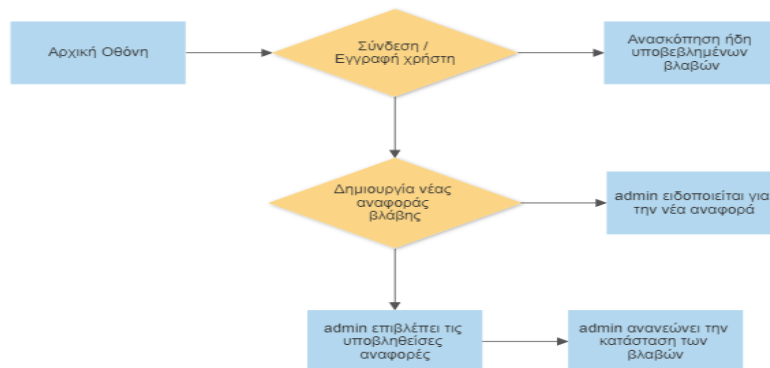 Αρχική Οθόνη
Σύνδεση /
Εγγραφή χρήστη
Ανασκόπηση ήδη
υποβεβλημένων
βλαβών
Δημιουργία νέας
αναφοράς
βλάβης
admin ειδοποιείται για
την νέα αναφορά
admin επιβλέπει τις
υποβληθείσες
αναφορές
admin ανανεώνει την
κατάσταση των
βλαβών